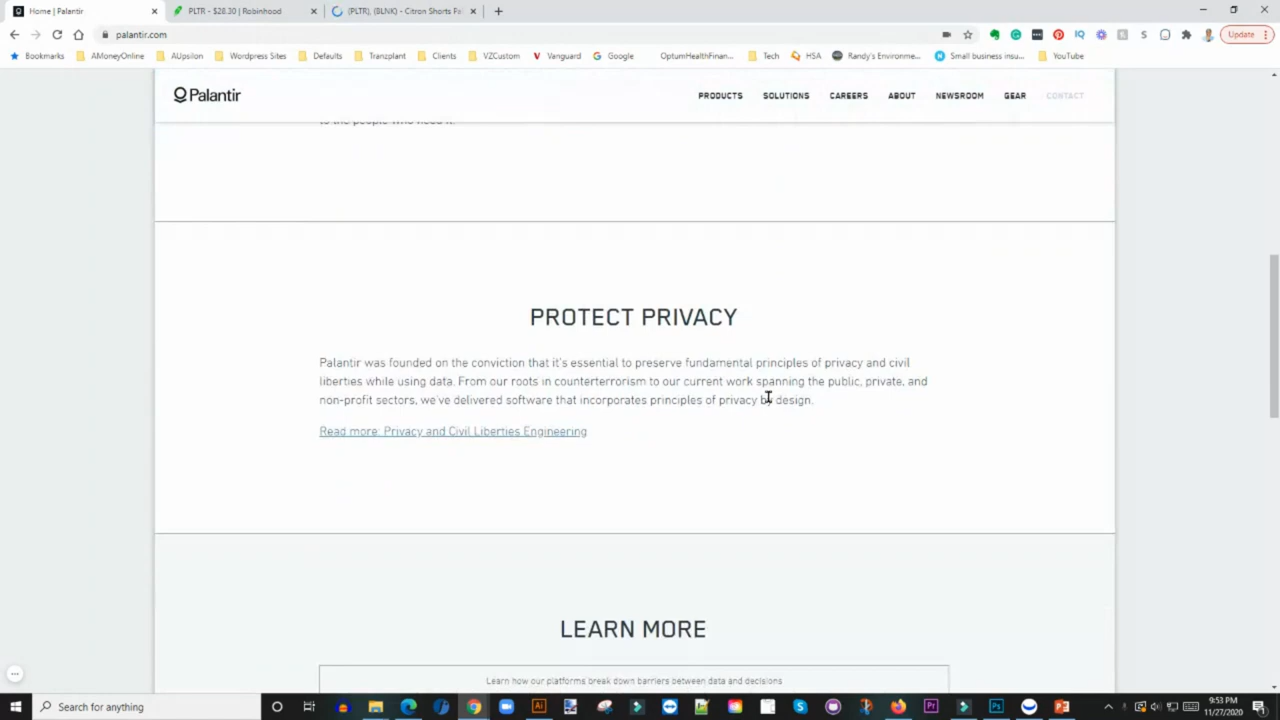 Home | Palantir
PLTR - $28.30 | Robinhood
(PLTR), (BLNK) - Citron Shorts Pa
palantir.com
Update
Bookmarks
AMoneyOnline
AUpsilon
Wordpress Sites
Defaults
Transplant
Clients
VZCustom
Vanguard
Google
OptumHealthFinan...
Tech
HSA
Randy's Environme...
Small business insu...
YouTube
Palantir
PRODUCTS
SOLUTIONS
CAREERS
ABOUT
NEWSROOM
GEAR
CONTACT
to the people who need it.
PROTECT PRIVACY
Palantir was founded on the conviction that it's essential to preserve fundamental principles of privacy and civil
liberties while using data. From our roots in counterterrorism to our current work spanning the public, private, and
non-profit sectors, we've delivered software that incorporates principles of privacy by design.
Read more: Privacy and Civil Liberties Engineering
LEARN MORE
Learn how our platforms break down barriers between data and decisions
Search for anything
9:53 PM
11/27/2020